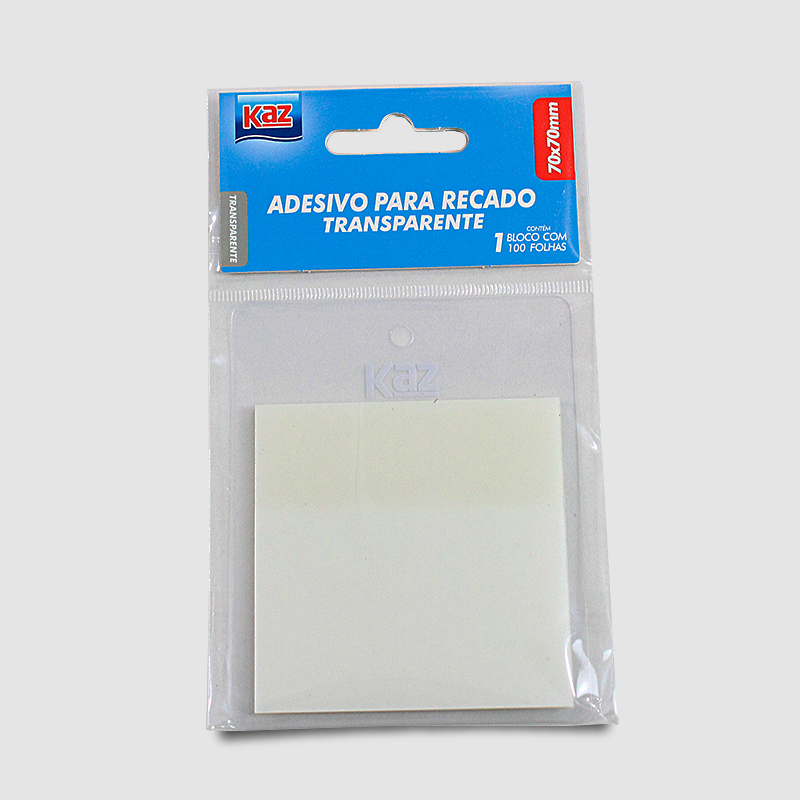 Kaz
70x70mm
TRANSPARENTE
ADESIVO PARA RECADO
TRANSPARENTE
CONTÉM
1 BLOCO COM
100 FOLHAS
Kaz